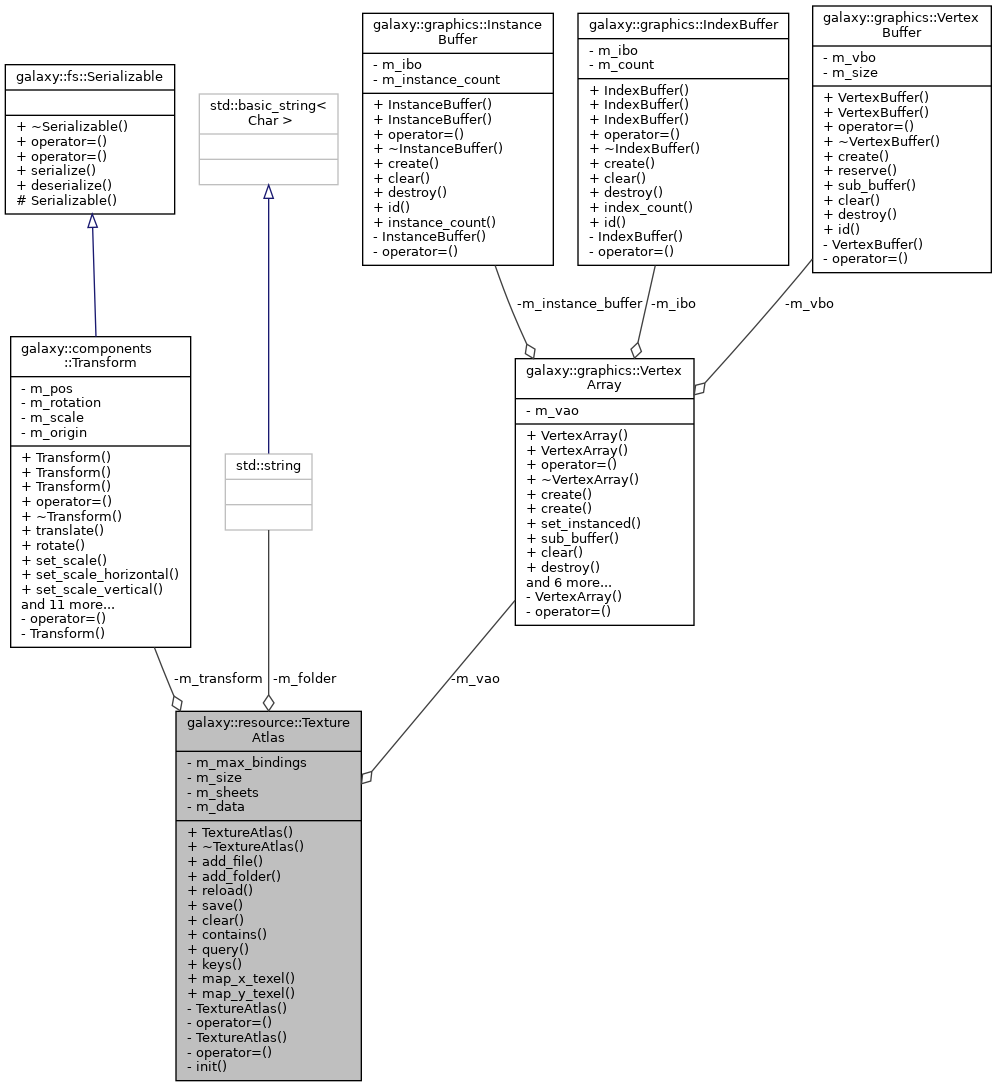 galaxy::fs::Serializable
+ ~Serializable()
+ operator=()
+ operator=()
+ serialize()
+ deserialize()
# Serializable()
std::basic_string<
Char >
galaxy::graphics::Instance
Buffer
- m_ibo
- m_instance_count
+ InstanceBuffer()
+ InstanceBuffer()
+ operator=()
+ ~InstanceBuffer()
+ create()
+ clear()
+ destroy()
+ id()
+ instance_count()
- InstanceBuffer()
- operator=()
galaxy::graphics::IndexBuffer
- m_ibo
- m_count
+ IndexBuffer()
+ IndexBuffer()
+ IndexBuffer()
+ operator=()
+ ~IndexBuffer()
+ create()
+ clear()
+ destroy()
+ index_count()
+ id()
- IndexBuffer()
- operator=()
galaxy::graphics::Vertex
Buffer
- m_vbo
- m_size
+ VertexBuffer()
+ VertexBuffer()
+ operator=()
+ ~VertexBuffer()
+ create()
+ reserve()
+ sub_buffer()
+ clear()
+ destroy()
+ id()
- VertexBuffer()
- operator=()
-m_instance_buffer
-m_ibo
-m_vbo
galaxy::components
::Transform
- m_pos
- m_rotation
- m_scale
- m_origin
+ Transform()
+ Transform()
+ Transform()
+ operator=()
+ ~Transform()
+ translate()
+ rotate()
+ set_scale()
+ set_scale_horizontal()
+ set_scale_vertical()
and 11 more...
- operator=()
- Transform()
std::string
galaxy::graphics::Vertex
Array
- m_vao
+ VertexArray()
+ VertexArray()
+ operator=()
+ ~VertexArray()
+ create()
+ create()
+ set_instanced()
+ sub_buffer()
+ clear()
+ destroy()
and 6 more...
- VertexArray()
- operator=()
-m_transform
-m_folder
-m_vao
galaxy::resource::Texture
Atlas
- m_max_bindings
- m_size
- m_sheets
- m_data
+ TextureAtlas()
+ ~TextureAtlas()
+ add_file()
+ add_folder()
+ reload()
+ save()
+ clear()
+ contains()
+ query()
+ keys()
+ map_x_texel()
+ map_y_texel()
- TextureAtlas()
- operator=()
- TextureAtlas()
- operator=()
- init()